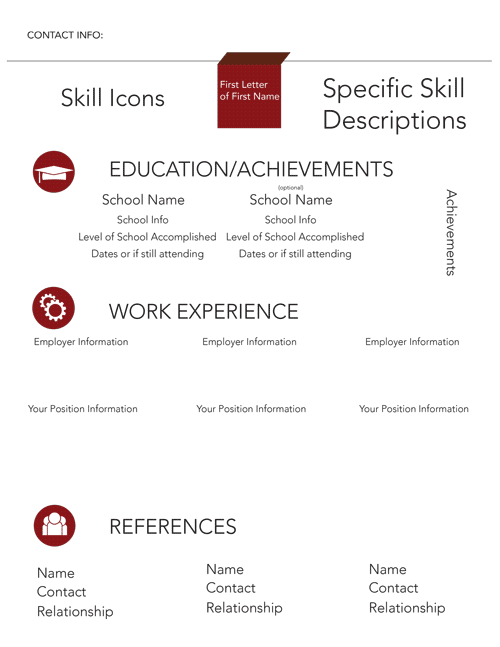 CONTACT INFO:
Skill Icons
First Letter
of First Name
Specific Skill
Descriptions
EDUCATION/ACHIEVEMENTS
(optional)
School Name
School Info
Level of School Accomplished
Dates or if still attending
School Name
School Info
Level of School Accomplished
Dates or if still attending
Achievements
WORK EXPERIENCE
Employer Information
Employer Information
Employer Information
Your Position Information
Your Position Information
Your Position Information
REFERENCES
Name
Contact
Relationship
Name
Contact
Relationship
Name
Contact
Relationship